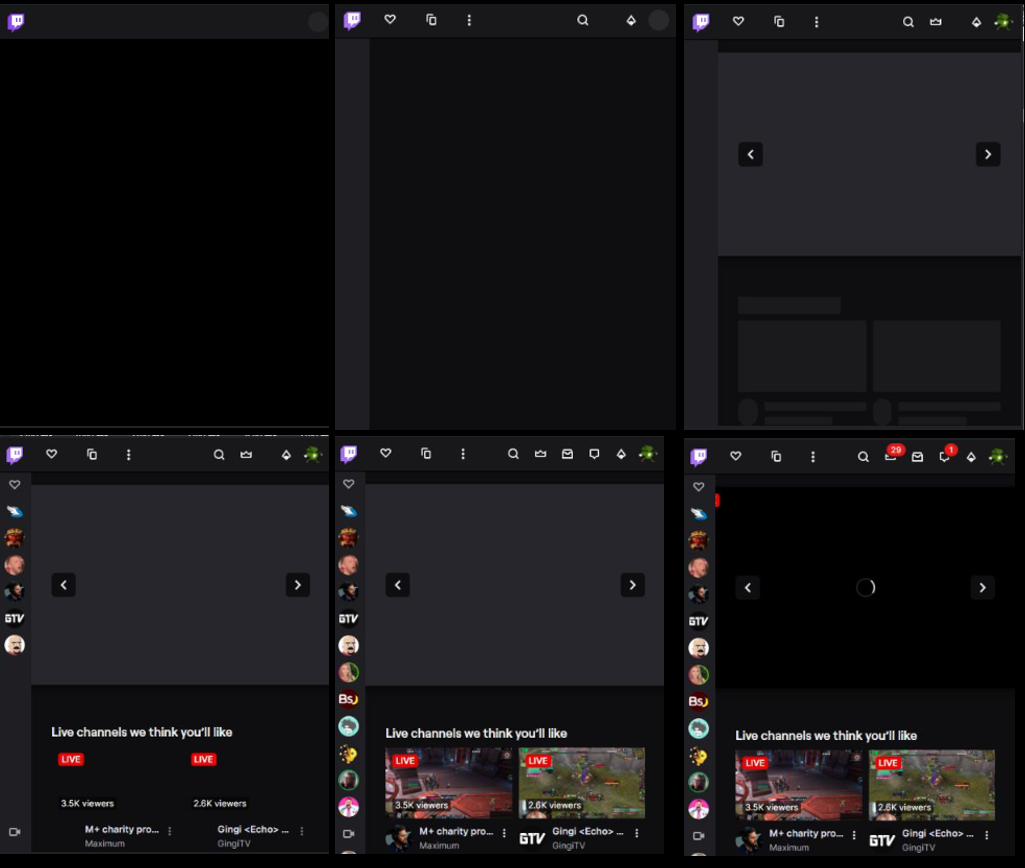 GTV
Live channels we think you'll like
LIVE
LIVE
3.5K viewers
2.6K viewers
M+ charity pro...
Gingi <Echo> ...
Maximum
GingiTV
GTV
Bs
Live channels we think you'll like
LIVE
LIVE
3.5K viewers
2.6K viewers
M+ charity pro...
GTV
Gingi <Echo> ...
Maximum
GingiTV
29
1
GTV
Bs
Live channels we think you'll like
LIVE
LIVE
3.5K viewers
2.6K viewers
M+ charity pro...
GTV
Gingi <Echo> ...
Maximum
GingiTV